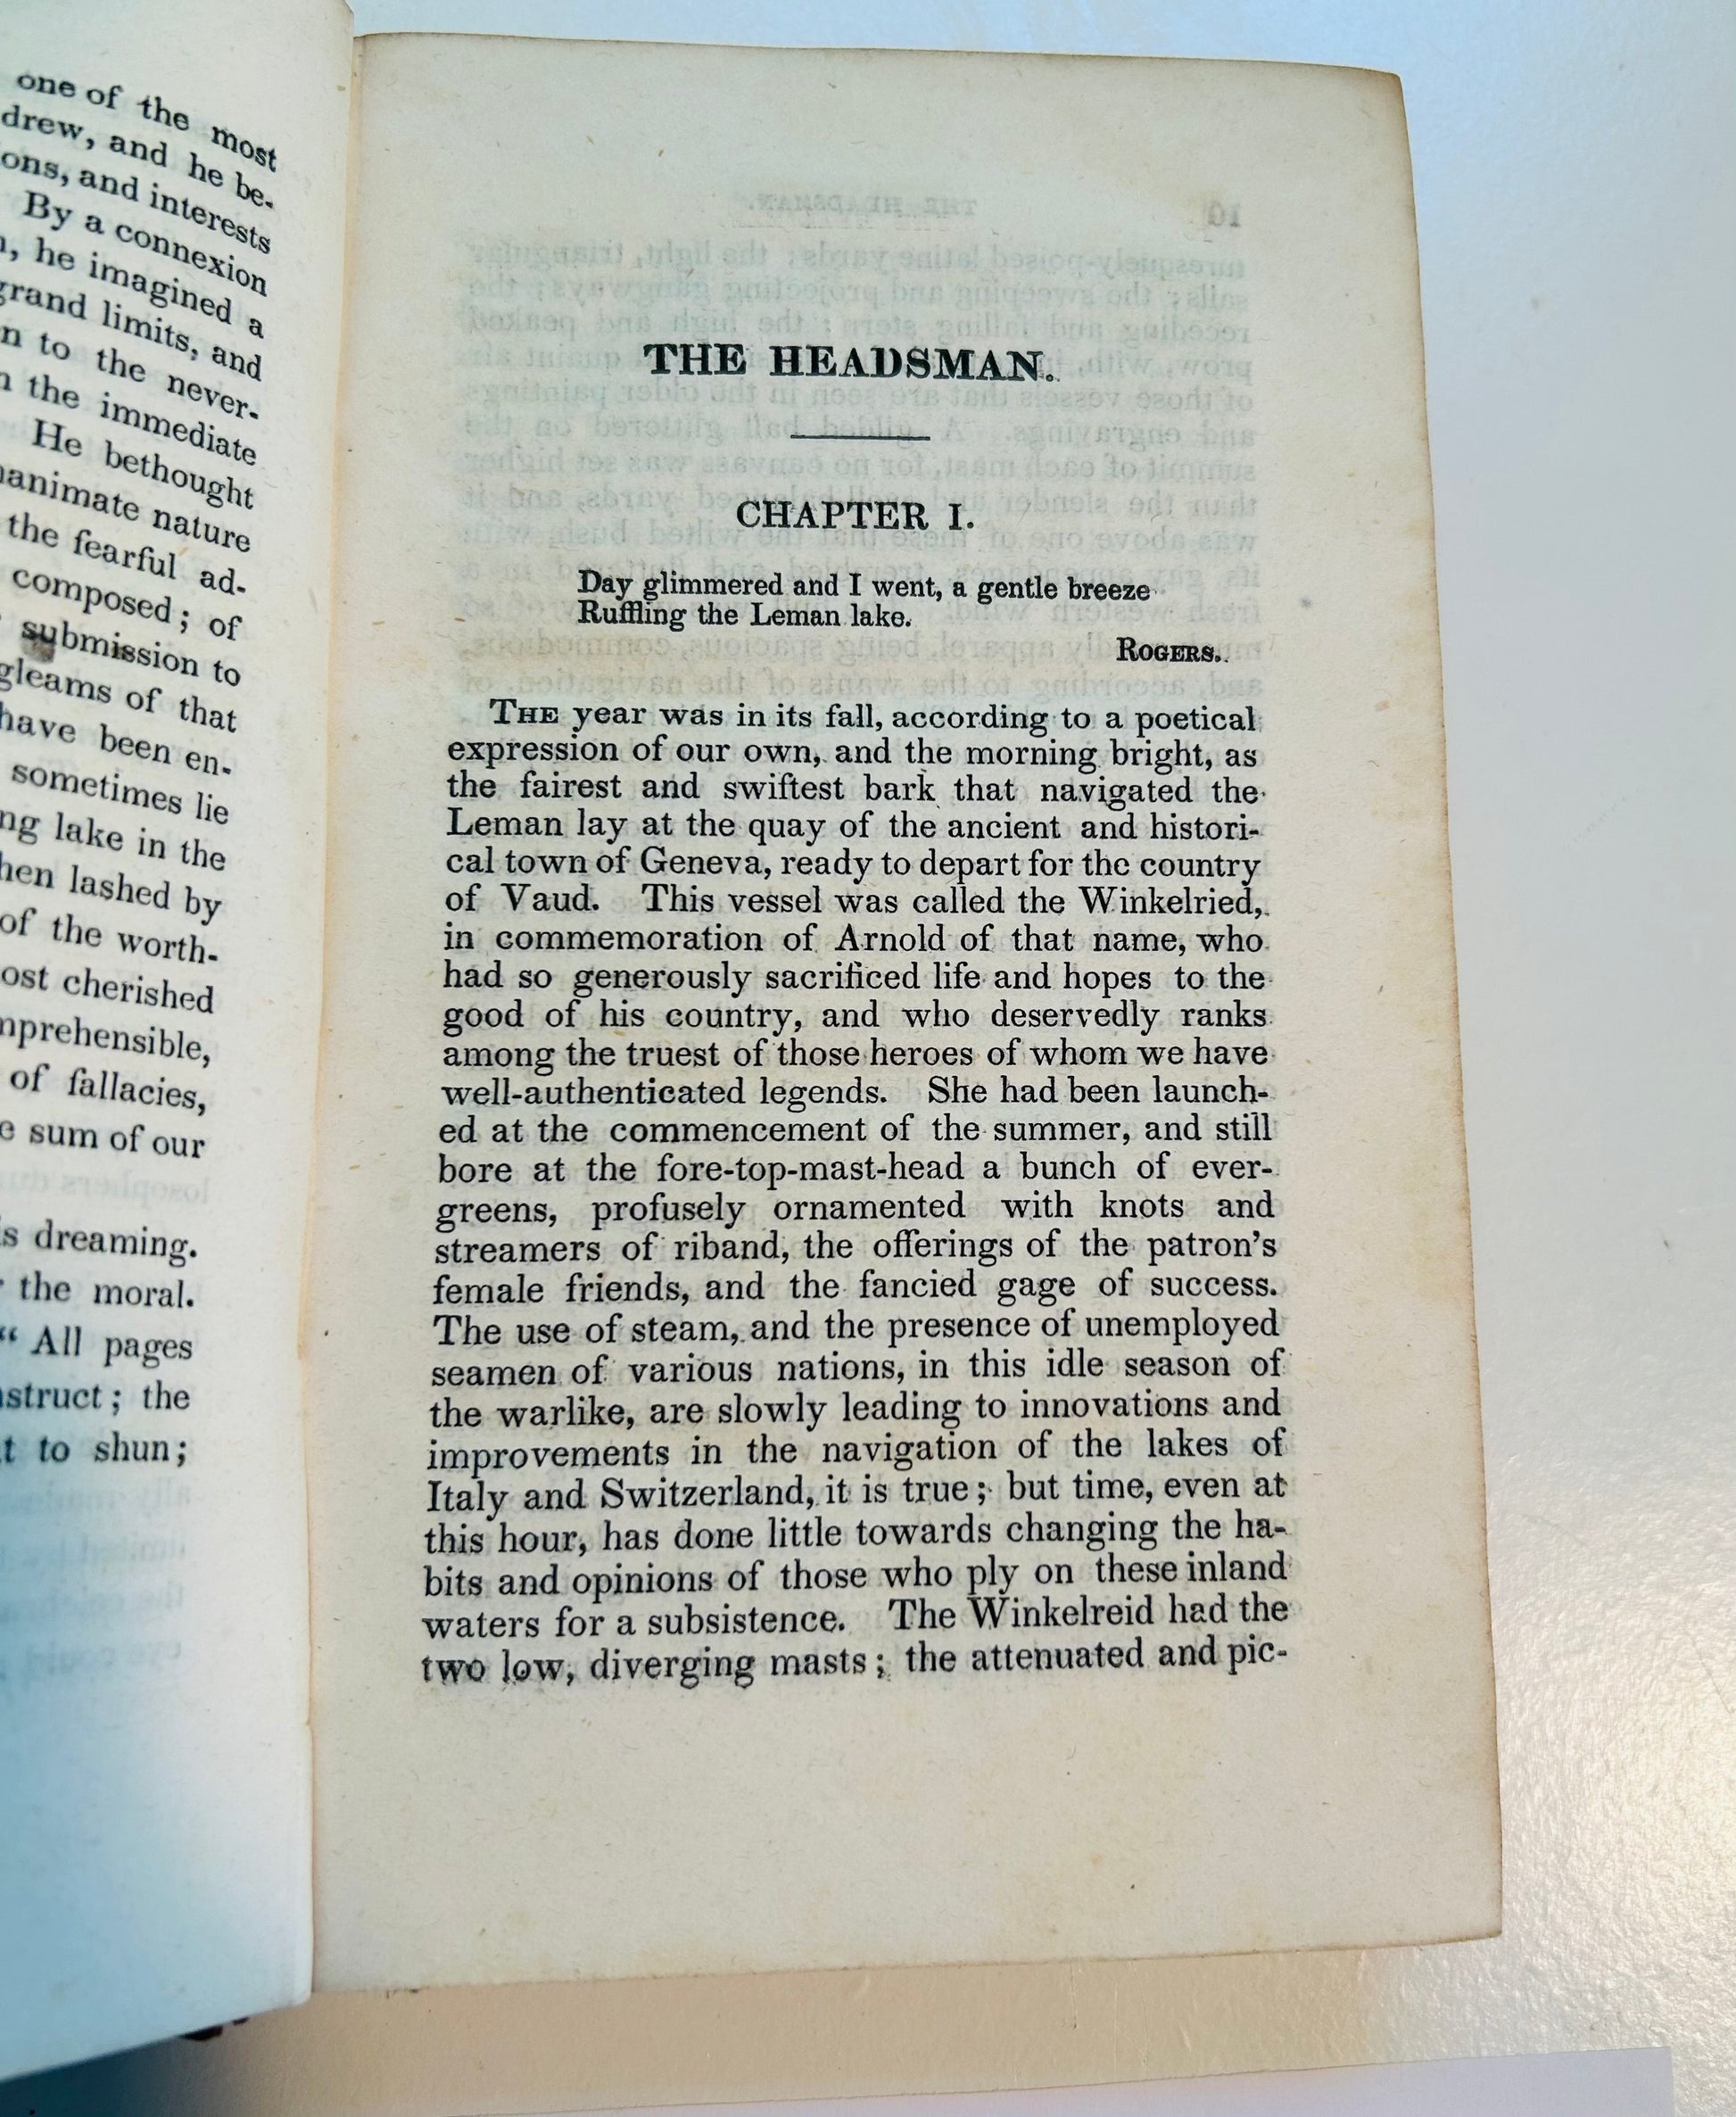 one of the most
drew, and he be-
ons, and interests
By a connexion
, he imagined a
grand limits, and
n to the never-
the immediate
He bethought
nanimate nature
the fearful ad-
composed; of
submission to
gleams of that
have been en-
sometimes lie
ng lake in the
hen lashed by
of the worth-
ost cherished
mprehensible,
of fallacies,
e sum of our
s dreaming.
the moral.
“ All pages
nstruct; the
t to shun;
THE HEADSMAN.
CHAPTER I.
Day glimmered and I went, a gentle breeze
Ruffling the Leman lake.
ROGERS.
THE year was in its fall, according to a poetical
expression of our own, and the morning bright, as
the fairest and swiftest bark that navigated the
Leman lay at the quay of the ancient and histori-
cal town of Geneva, ready to depart for the country
of Vaud. This vessel was called the Winkelried,
in commemoration of Arnold of that name, who
had so generously sacrificed life and hopes to the
good of his country, and who deservedly ranks
among the truest of those heroes of whom we have
well-authenticated legends. She had been launch-
ed at the commencement of the summer, and still
bore at the fore-top-mast-head a bunch of ever-
greens, profusely ornamented with knots and
streamers of riband, the offerings of the patron's
female friends, and the fancied gage of success.
The use of steam, and the presence of unemployed
seamen of various nations, in this idle season of
the warlike, are slowly leading to innovations and
improvements in the navigation of the lakes of
Italy and Switzerland, it is true; but time, even at
this hour, has done little towards changing the ha-
bits and opinions of those who ply on these inland
waters for a subsistence. The Winkelreid had the
two low, diverging masts; the attenuated and pic-